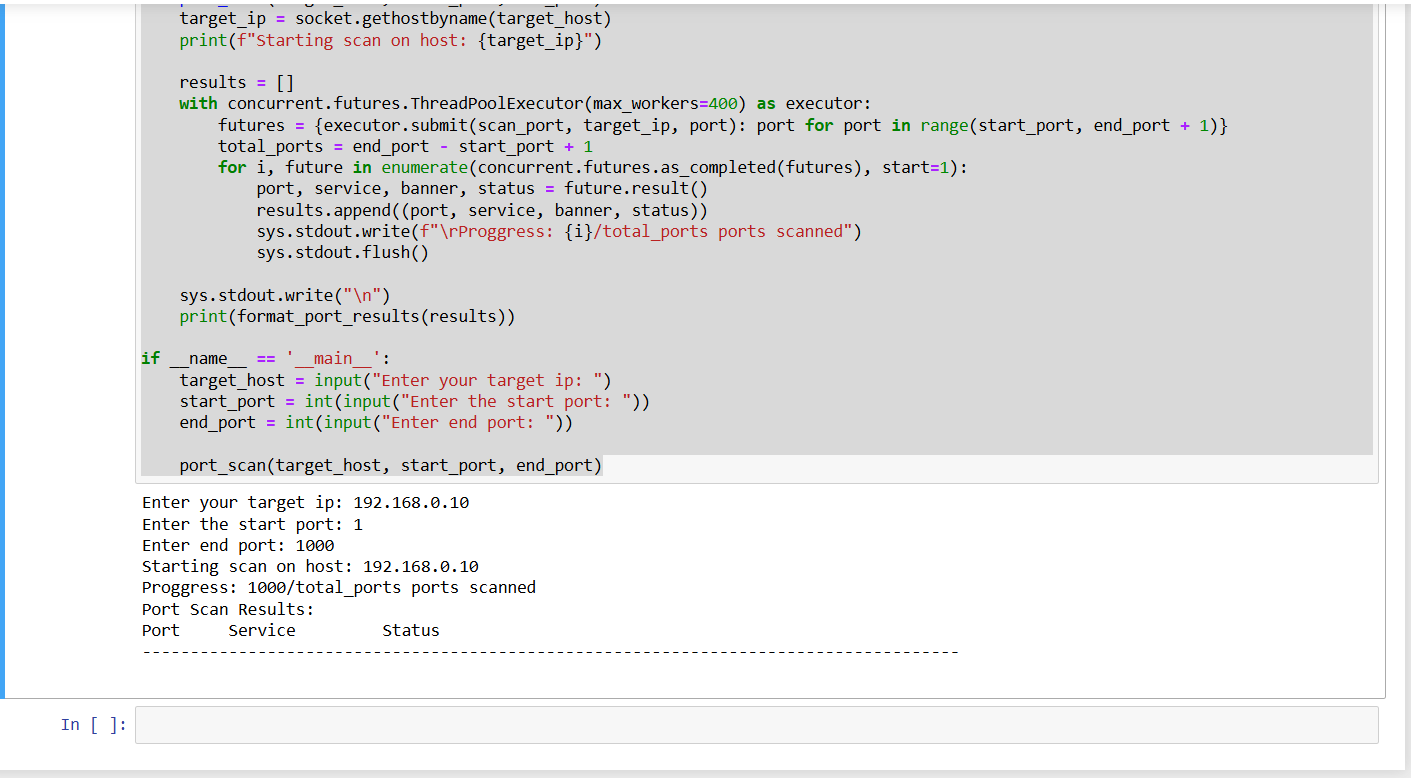 target_ip = socket.gethostbyname(target_host)
print(f"Starting scan on host: {target_ip}")
results = []
with concurrent.futures.ThreadPoolExecutor(max_workers=400) as executor:
futures = {executor.submit(scan_port, target_ip, port): port for port in range(start_port, end_port + 1)}
total_ports = end_port - start_port + 1
for i, future in enumerate(concurrent.futures.as_completed(futures), start=1):
port, service, banner, status = future.result()
results.append((port, service, banner, status))
sys.stdout.write(f"\rProggress: {i}/total_ports ports scanned")
sys.stdout.flush()
sys.stdout.write("\n")
print(format_port_results(results))
if __name__ == '__main__':
target_host = input("Enter your target ip: ")
start_port = int(input("Enter the start port: "))
end_port = int(input("Enter end port: "))
port_scan(target_host, start_port, end_port)
Enter your target ip: 192.168.0.10
Enter the start port: 1
Enter end port: 1000
Starting scan on host: 192.168.0.10
Proggress: 1000/total_ports ports scanned
Port Scan Results:
Port Service Status
-------------------------------------------------------------------------------------
In [ ]: